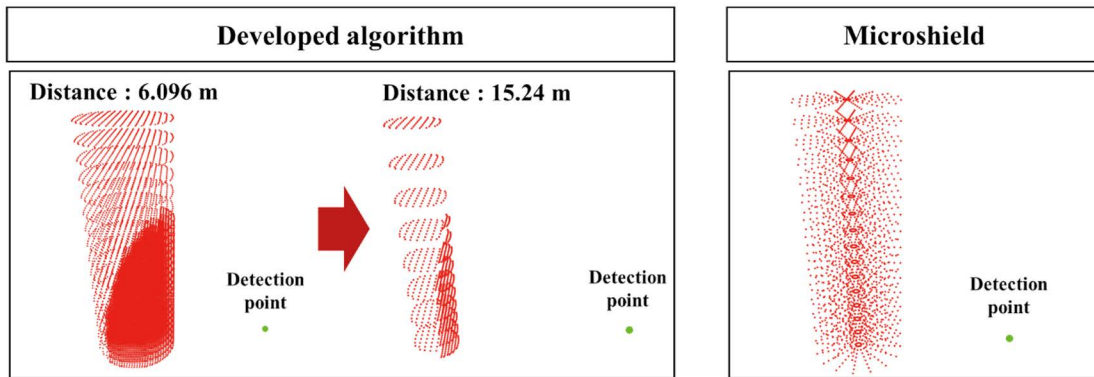 Developed algorithm
Distance : 6.096 m
Distance : 15.24 m
Detection
point
Detection
point
Microshield
Detection
point